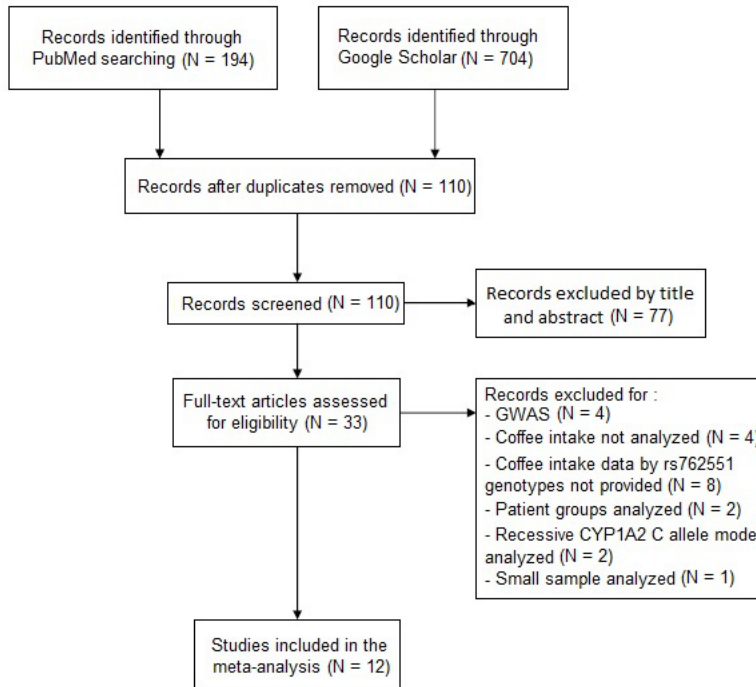 Records identified through
PubMed searching (N = 194)
Records identified through
Google Scholar (N = 704)
Records after duplicates removed (N = 110)
Records screened (N = 110)
Records excluded by title
and abstract (N = 77)
Full-text articles assessed
for eligibility (N = 33)
Records excluded for :
- GWAS (N = 4)
- Coffee intake not analyzed (N = 4)
- Coffee intake data by rs762551
genotypes not provided (N = 8)
- Patient groups analyzed (N = 2)
- Recessive CYP1A2 C allele mode
analyzed (N = 2)
- Small sample analyzed (N = 1)
Studies included in the
meta-analysis (N = 12)